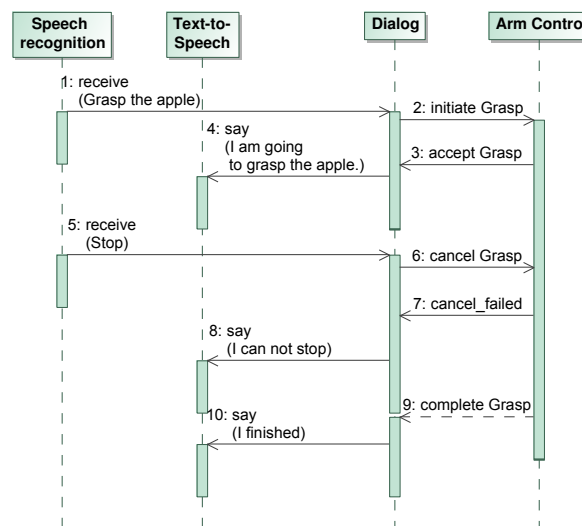 Speech
recognition
Text-to-
Speech
Dialog
Arm Contro
1: receive
(Grasp the apple)
2: initiate Grasp
4: say
(I am going
to grasp the apple.)
3: accept Grasp
5: receive
(Stop)
6: cancel Grasp
7: cancel_failed
8: say
(I can not stop)
9: complete Grasp
10: say
(I finished)